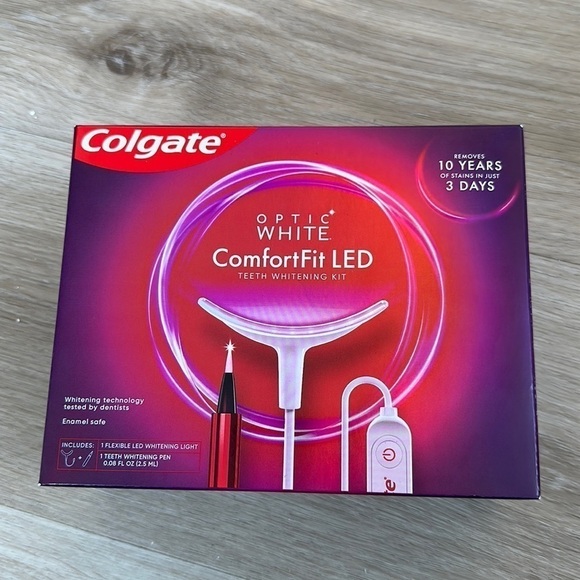 Colgate®
REMOVES
10 YEARS
OF STAINS IN JUST
3 DAYS
OPTIC
WHITE
ComfortFit LED
TEETH WHITENING KIT
Whitening technology
tested by dentists
Enamel safe
INCLUDES:
1 FLEXIBLE LED WHITENING LIGHT
1 TEETH WHITENING PEN
0.08 FL OZ (2.5 ML)